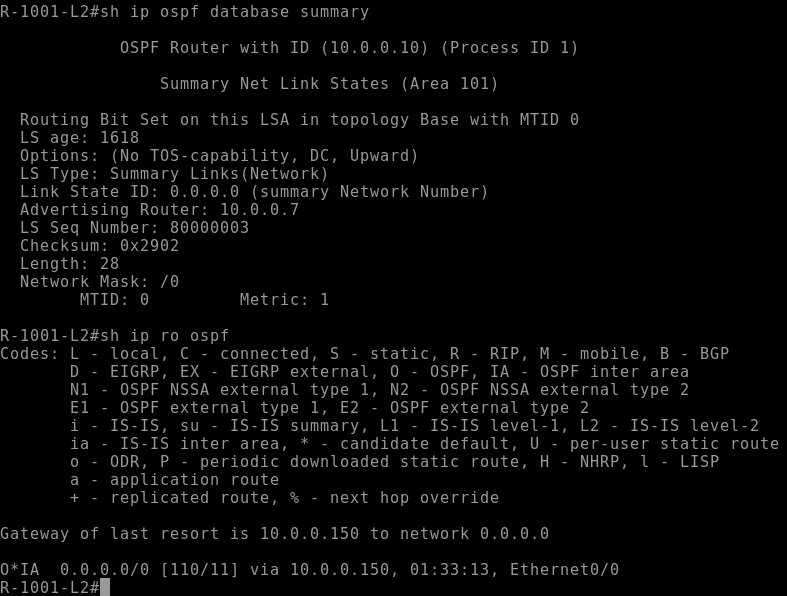 R-1001-L2#sh ip ospf database summary
OSPF Router with ID (10.0.0.10) (Process ID 1)
Summary Net Link States (Area 101)
Routing Bit Set on this LSA in topology Base with MTID 0
LS age: 1618
Options: (No TOS-capability, DC, Upward)
LS Type: Summary Links(Network)
Link State ID: 0.0.0.0 (summary Network Number)
Advertising Router: 10.0.0.7
LS Seq Number: 80000003
Checksum: 0x2902
Length: 28
Network Mask: /0
MTID: 0         Metric: 1
R-1001-L2#sh ip ro ospf
Codes: L - local, C - connected, S - static, R - RIP, M - mobile, B - BGP
D - EIGRP, EX - EIGRP external, O - OSPF, IA - OSPF inter area
N1 - OSPF NSSA external type 1, N2 - OSPF NSSA external type 2
E1 - OSPF external type 1, E2 - OSPF external type 2
i - IS-IS, su - IS-IS summary, L1 - IS-IS level-1, L2 - IS-IS level-2
ia - IS-IS inter area, * - candidate default, U - per-user static route
o - ODR, P - periodic downloaded static route, H - NHRP, l - LISP
a - application route
+ - replicated route, % - next hop override
Gateway of last resort is 10.0.0.150 to network 0.0.0.0
O*IA  0.0.0.0/0 [110/11] via 10.0.0.150, 01:33:13, Ethernet0/0
R-1001-L2#